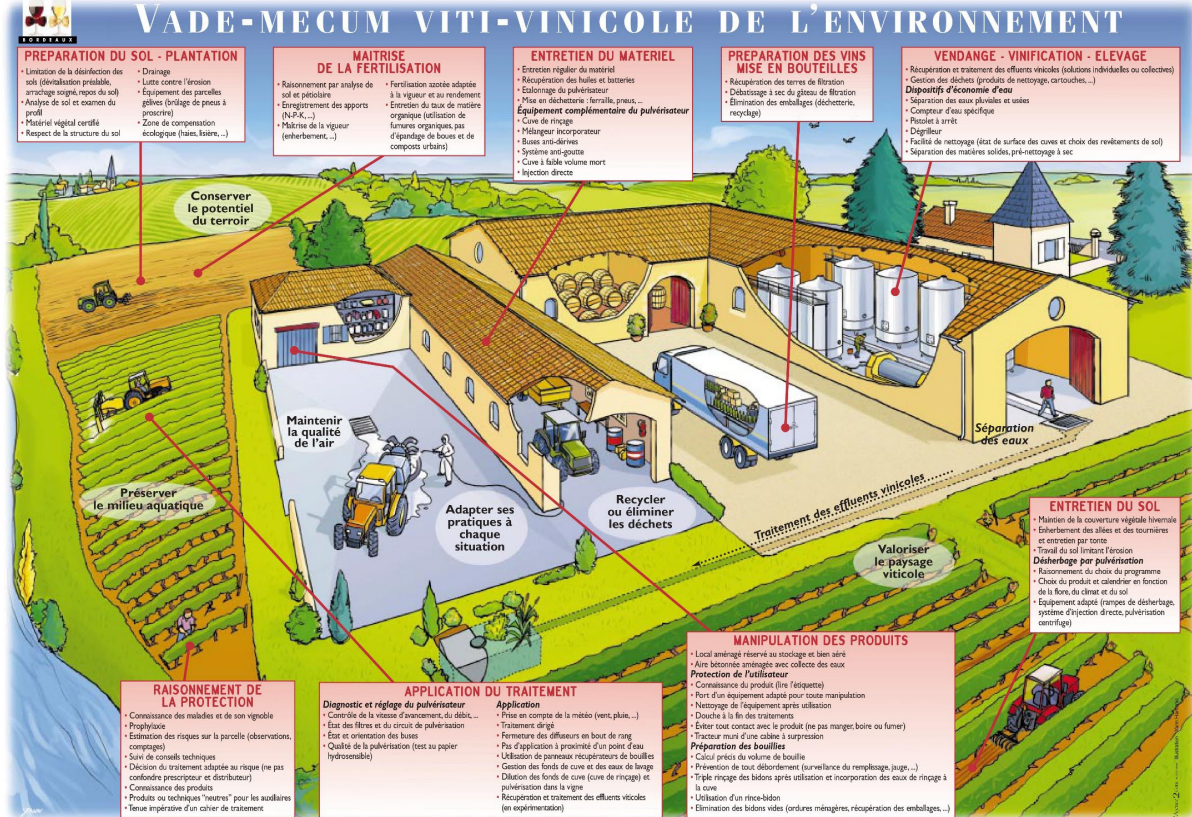 VADE-MECUM VITI-VINICOLE DE L'ENVIRONNEMENT
BORDEAUX
PREPARATION DU SOL - PLANTATION
• Limitation de la désinfection des
sols (dévitalisation préalable,
arrachage soigné, repos du sol)
• Analyse de sol et examen du
profil
• Matériel végétal certifié
• Respect de la structure du sol
• Drainage
• Lutte contre l'érosion
• Équipement des parcelles
gélives (brûlage de pneus à
proscrire)
• Zone de compensation
écologique (haies, lisière, ...)
MAITRISE
DE LA FERTILISATION
• Raisonnement par analyse de
sol et pétiolaire
• Enregistrement des apports
(N-P-K, ...)
• Maîtrise de la vigueur
(enherbement, ...)
• Fertilisation azotée adaptée
à la vigueur et au rendement
• Entretien du taux de matière
organique (utilisation de
fumures organiques, pas
d'épandage de boues et de
composts urbains)
ENTRETIEN DU MATERIEL
• Entretien régulier du matériel
• Récupération des huiles et batteries
• Etalonnage du pulvérisateur
• Mise en déchetterie : ferraille, pneus, ...
Équipement complémentaire du pulvérisateur
• Cuve de rinçage
• Mélangeur incorporateur
• Buses anti-dérives
• Système anti-goutte
• Cuve à faible volume mort
• Injection directe
PREPARATION DES VINS
MISE EN BOUTEILLES
• Récupération des terres de filtration
• Débatissage à sec du gâteau de filtration
• Élimination des emballages (déchetterie,
recyclage)
VENDANGE - VINIFICATION - ELEVAGE
• Récupération et traitement des effluents vinicoles (solutions individuelles ou collectives)
• Gestion des déchets (produits de nettoyage, cartouches, ...)
Dispositifs d'économie d'eau
• Séparation des eaux pluviales et usées
• Compteur d'eau spécifique
• Pistolet à arrêt
• Dégrilleur
• Facilité de nettoyage (état de surface des cuves et choix des revêtements de sol)
• Séparation des matières solides, pré-nettoyage à sec
Conserver
le potentiel
du terroir
Maintenir
la qualité
de l'air
Préserver
le milieu aquatique
Adapter ses
pratiques à
chaque
situation
Recycler
ou éliminer
les déchets
Séparation
des eaux
Traitement des effluents vinicoles
Valoriser
le paysage
viticole
ENTRETIEN DU SOL
• Maintien de la couverture végétale hivernale
• Enherbement des allées et des tournières
et entretien par tonte
• Travail du sol limitant l'érosion
Désherbage par pulvérisation
• Raisonnement du choix du programme
• Choix du produit et calendrier en fonction
de la flore, du climat et du sol
• Equipement adapté (rampes de désherbage,
système d'injection directe, pulvérisation
centrifuge)
RAISONNEMENT DE
LA PROTECTION
• Connaissance des maladies et de son vignoble
• Prophylaxie
• Estimation des risques sur la parcelle (observations,
comptages)
• Suivi de conseils techniques
• Décision du traitement adaptée au risque (ne pas
confondre prescripteur et distributeur)
• Connaissance des produits
• Produits ou techniques "neutres" pour les auxiliaires
• Tenue impérative d'un cahier de traitement
APPLICATION DU TRAITEMENT
Diagnostic et réglage du pulvérisateur
• Contrôle de la vitesse d'avancement, du débit, ...
• État des filtres et du circuit de pulvérisation
• État et orientation des buses
• Qualité de la pulvérisation (test au papier
hydrosensible)
Application
• Prise en compte de la météo (vent, pluie, ...)
• Traitement dirigé
• Fermeture des diffuseurs en bout de rang
• Pas d'application à proximité d'un point d'eau
• Utilisation de panneaux récupérateurs de bouillies
• Gestion des fonds de cuve et des eaux de lavage
• Dilution des fonds de cuve (cuve de rinçage) et
pulvérisation dans la vigne
• Récupération et traitement des effluents viticoles
(en expérimentation)
MANIPULATION DES PRODUITS
• Local aménagé réservé au stockage et bien aéré
• Aire bétonnée aménagée avec collecte des eaux
Protection de l'utilisateur
• Connaissance du produit (lire l'étiquette)
• Port d'un équipement adapté pour toute manipulation
• Nettoyage de l'équipement après utilisation
• Douche à la fin des traitements
• Éviter tout contact avec le produit (ne pas manger, boire ou fumer)
• Tracteur muni d'une cabine à surpression
Préparation des bouillies
• Calcul précis du volume de bouillie
• Prévention de tout débordement (surveillance du remplissage, jauge, ...)
• Triple rinçage des bidons après utilisation et incorporation des eaux de rinçage à
la cuve
• Utilisation d'un rince-bidon
• Elimination des bidons vides (ordures ménagères, récupération des emballages, ...)